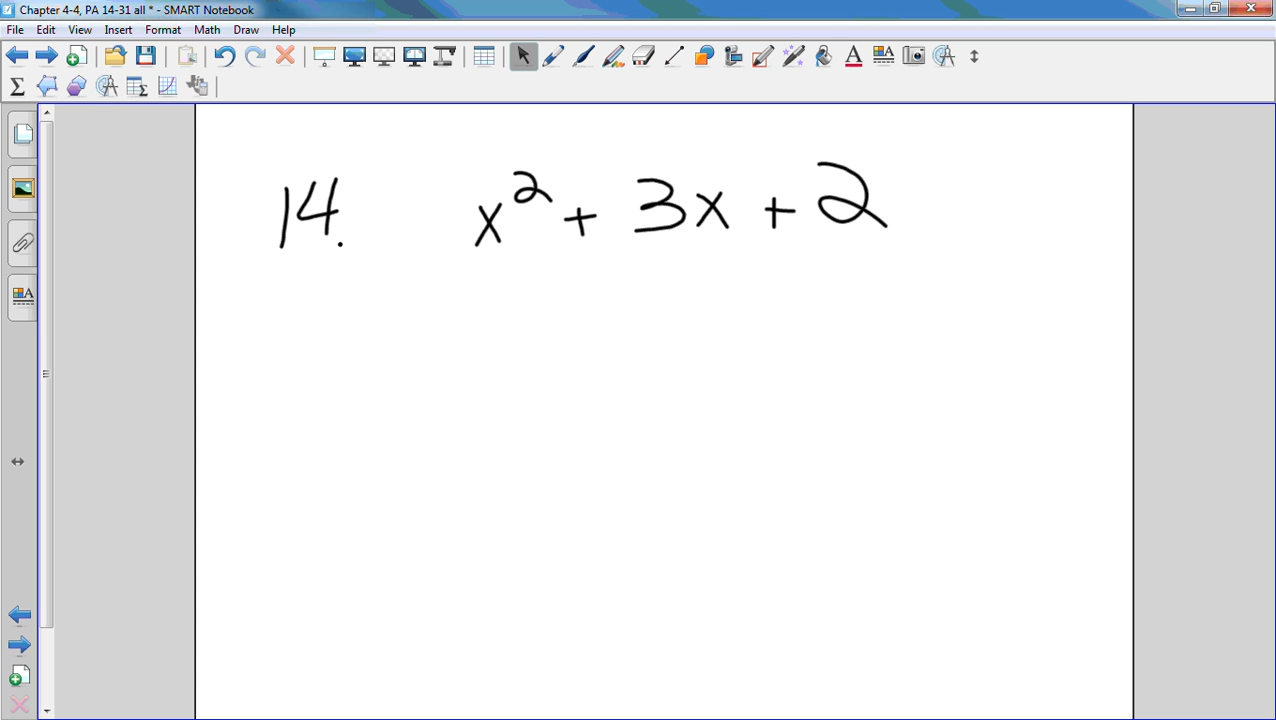 Chapter 4-4, PA 14-31 all * - SMART Notebook
File Edit View Insert Format Math Draw Help
14. x² + 3x + 2